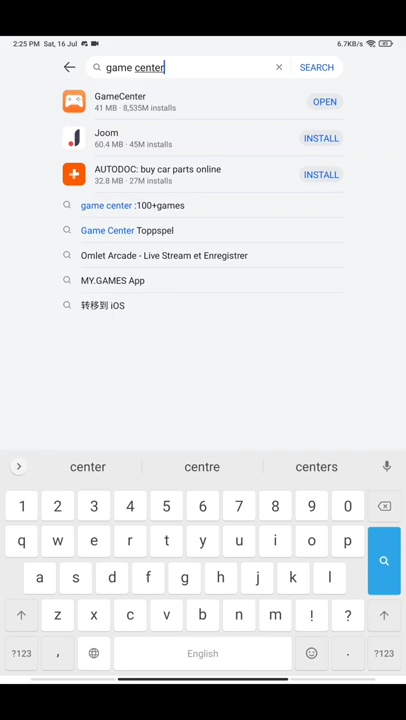 2:25 PM Sat, 16 Jul 6.7KB/s
game center SEARCH
GameCenter
41 MB · 8,535M installs
OPEN
Joom
60.4 MB · 45M installs
INSTALL
AUTODOC: buy car parts online
32.8 MB · 27M installs
INSTALL
game center :100+games
Game Center Toppspel
Omlet Arcade - Live Stream et Enregistrer
MY.GAMES App
转移到 iOS
center centre centers
1 2 3 4 5 6 7 8 9 0
q w e r t y u i o p
a s d f g h j k l
z x c v b n m ! ?
?123 , English . ?123